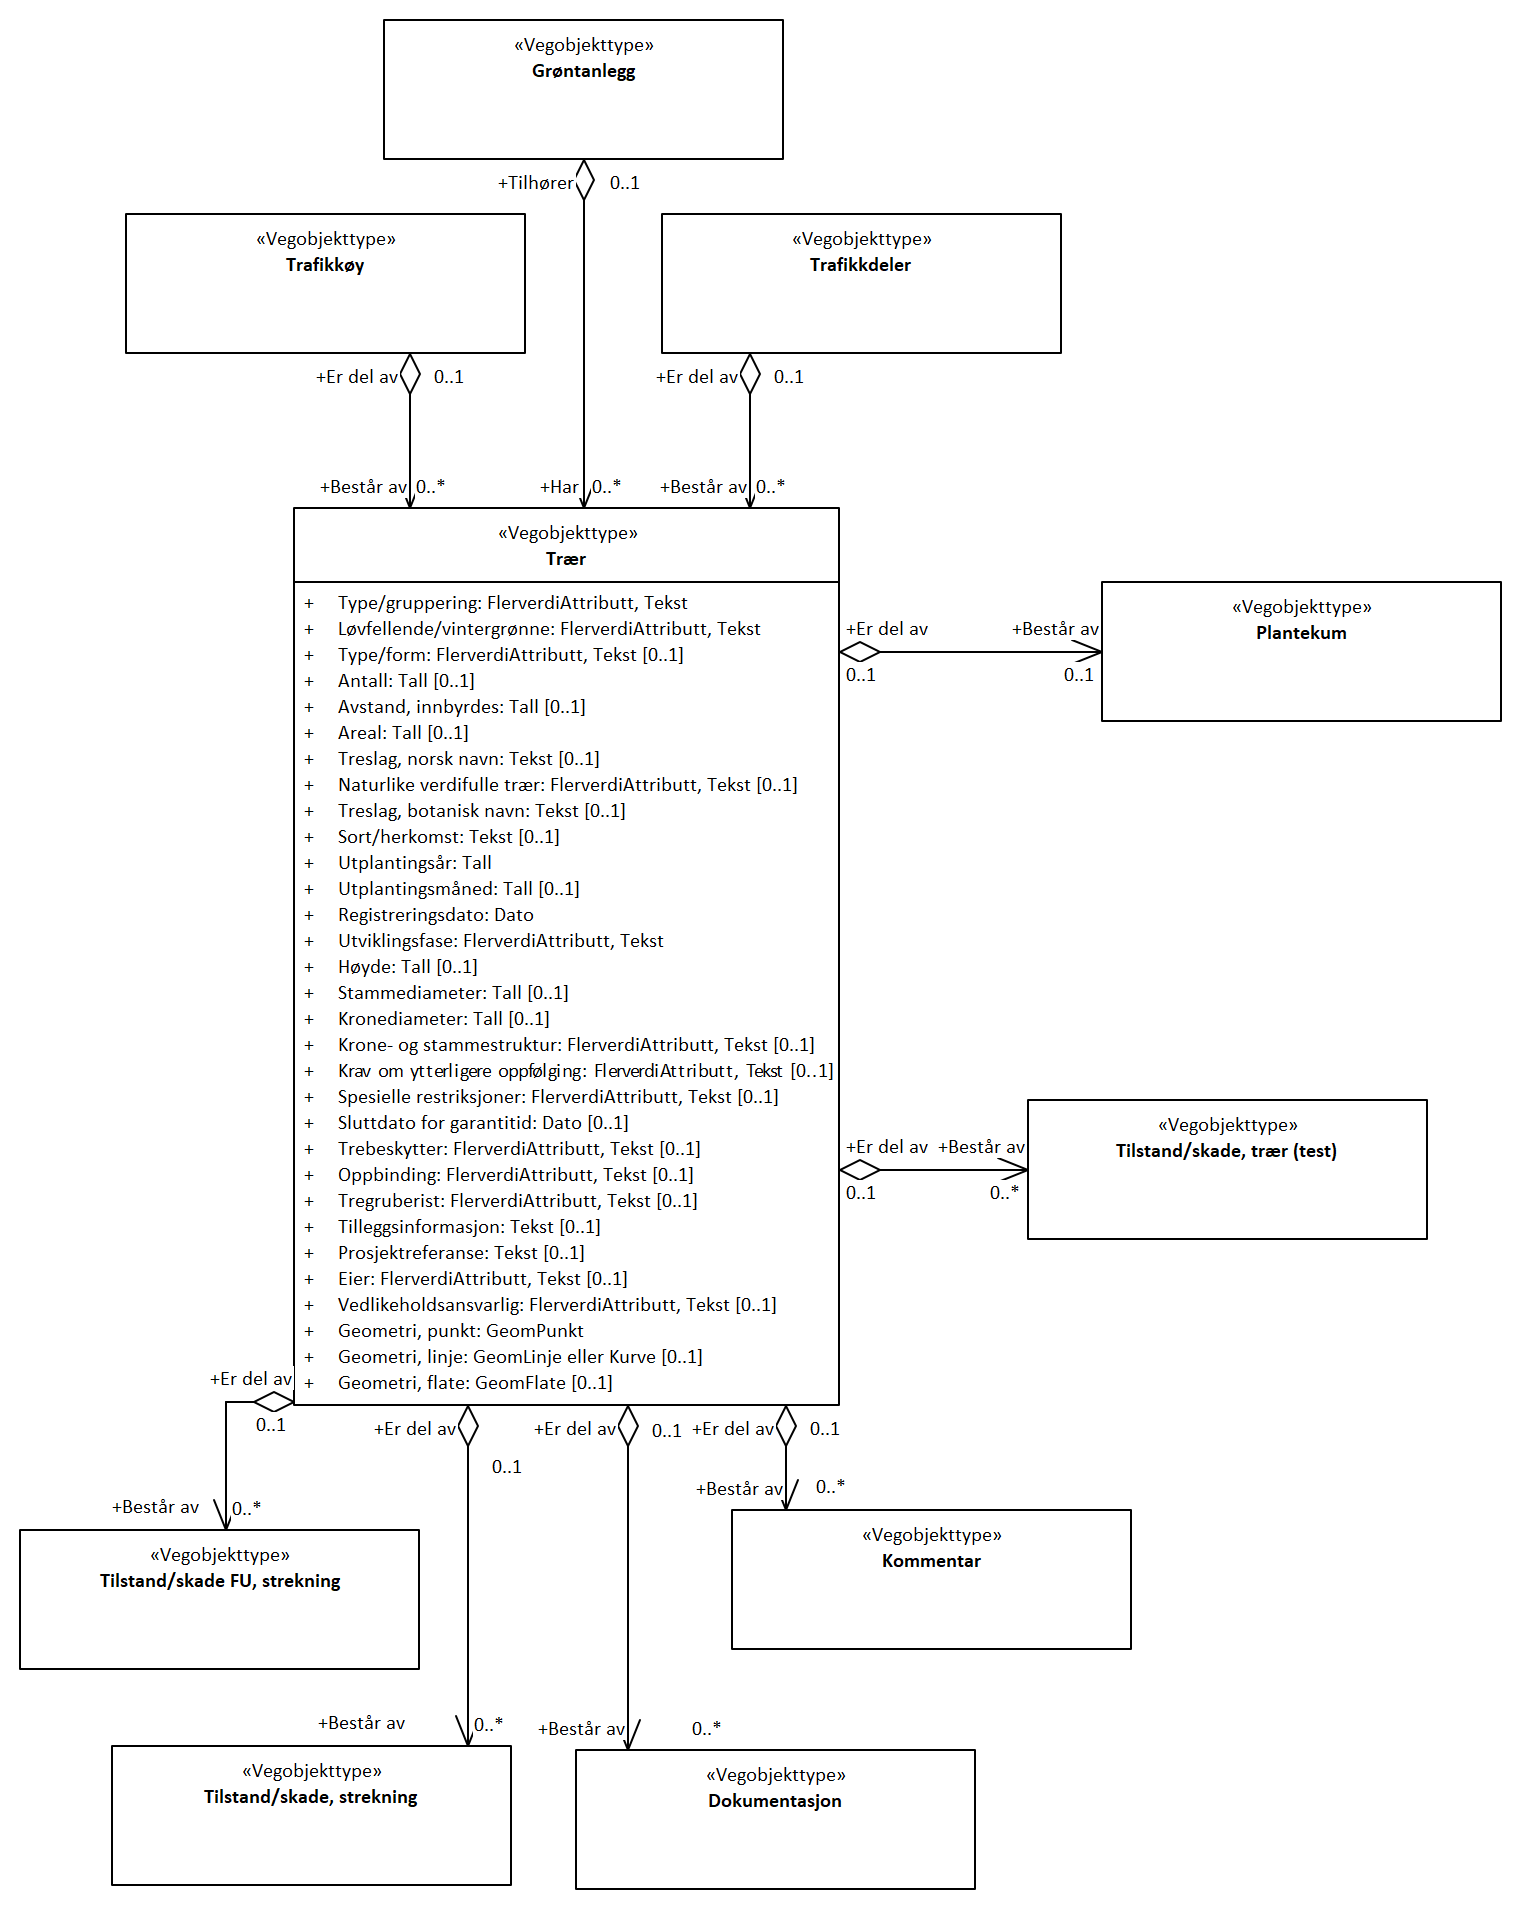 «Vegobjekttype»
Grøntanlegg
+Tilhører
0..1
«Vegobjekttype»
Trafikkøy
«Vegobjekttype»
Trafikkdeler
+Er del av
0..1
+Er del av
0..1
+Består av
0..*
+Har
0..*
+Består av
0..*
«Vegobjekttype»
Trær
+ Type/gruppering: FlerverdiAttributt, Tekst
+ Løvfellende/vintergrønne: FlerverdiAttributt, Tekst
+ Type/form: FlerverdiAttributt, Tekst [0..1]
+ Antall: Tall [0..1]
+ Avstand, innbyrdes: Tall [0..1]
+ Areal: Tall [0..1]
+ Treslag, norsk navn: Tekst [0..1]
+ Naturlike verdifulle trær: FlerverdiAttributt, Tekst [0..1]
+ Treslag, botanisk navn: Tekst [0..1]
+ Sort/herkomst: Tekst [0..1]
+ Utplantingsår: Tall
+ Utplantingsmåned: Tall [0..1]
+ Registreringsdato: Dato
+ Utviklingsfase: FlerverdiAttributt, Tekst
+ Høyde: Tall [0..1]
+ Stammediameter: Tall [0..1]
+ Kronediameter: Tall [0..1]
+ Krone- og stammestruktur: FlerverdiAttributt, Tekst [0..1]
+ Krav om ytterligere oppfølging: FlerverdiAttributt, Tekst [0..1]
+ Spesielle restriksjoner: FlerverdiAttributt, Tekst [0..1]
+ Sluttdato for garantitid: Dato [0..1]
+ Trebeskytter: FlerverdiAttributt, Tekst [0..1]
+ Oppbinding: FlerverdiAttributt, Tekst [0..1]
+ Tregruberist: FlerverdiAttributt, Tekst [0..1]
+ Tilleggsinformasjon: Tekst [0..1]
+ Prosjektreferanse: Tekst [0..1]
+ Eier: FlerverdiAttributt, Tekst [0..1]
+ Vedlikeholdsansvarlig: FlerverdiAttributt, Tekst [0..1]
+ Geometri, punkt: GeomPunkt
+ Geometri, linje: GeomLinje eller Kurve [0..1]
+ Geometri, flate: GeomFlate [0..1]
+Er del av
+Består av
0..1
0..1
«Vegobjekttype»
Plantekum
+Er del av
+Består av
0..1
0..*
«Vegobjekttype»
Tilstand/skade, trær (test)
+Er del av
0..1
+Består av
0..*
«Vegobjekttype»
Tilstand/skade FU, strekning
+Er del av
0..1
+Består av
0..*
«Vegobjekttype»
Tilstand/skade, strekning
+Er del av
0..1
+Består av
0..*
«Vegobjekttype»
Dokumentasjon
+Er del av
0..1
+Består av
0..*
«Vegobjekttype»
Kommentar